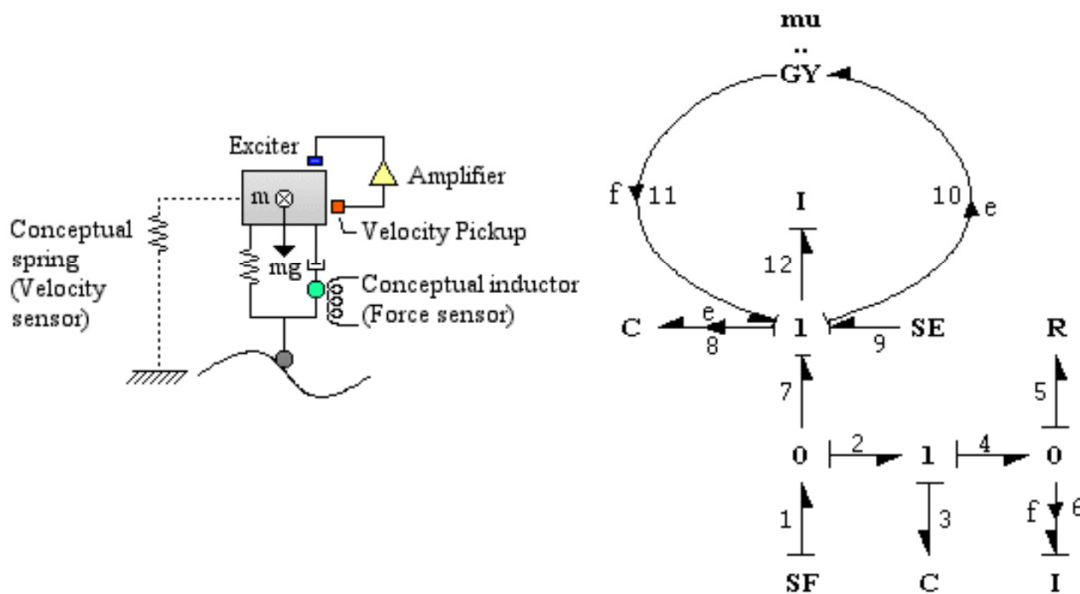 Exciter
Amplifier
m
Velocity Pickup
mg
Conceptual
spring
(Velocity
sensor)
Conceptual inductor
(Force sensor)
mu
..
GY
f
11
10
e
I
12
C
e
8
1
9
SE
R
7
5
0
2
1
4
0
1
3
f
6
SF
C
I